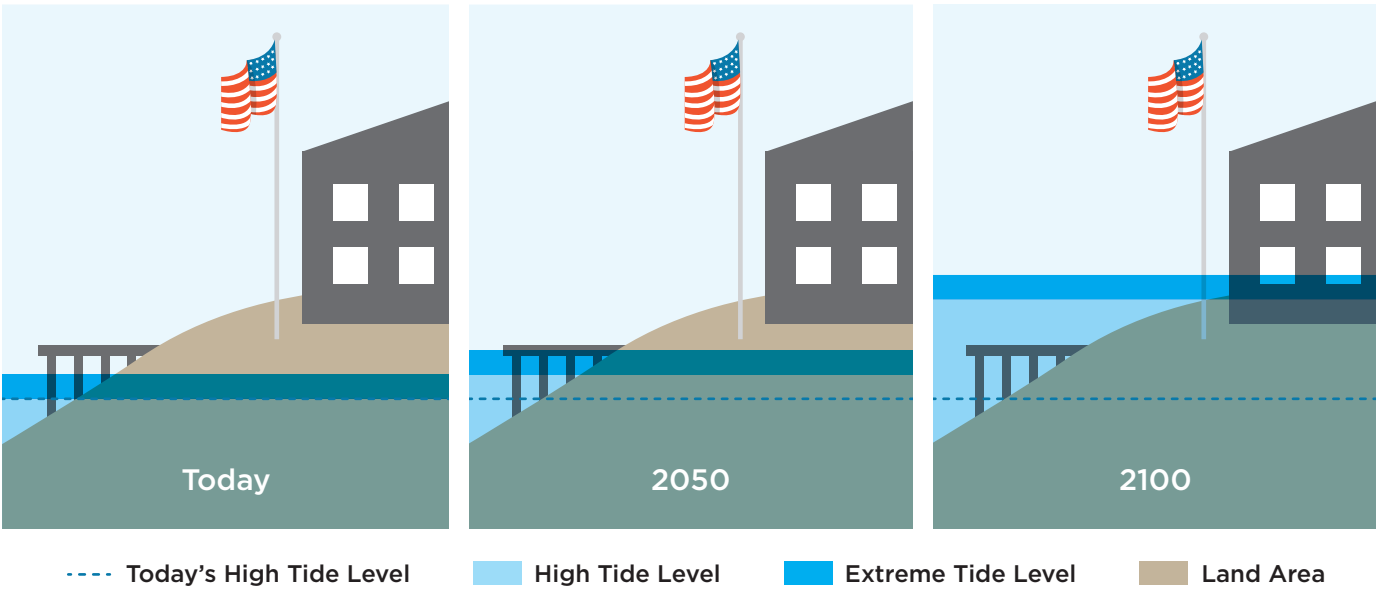 Today
2050
2100
Today's High Tide Level
High Tide Level
Extreme Tide Level
Land Area